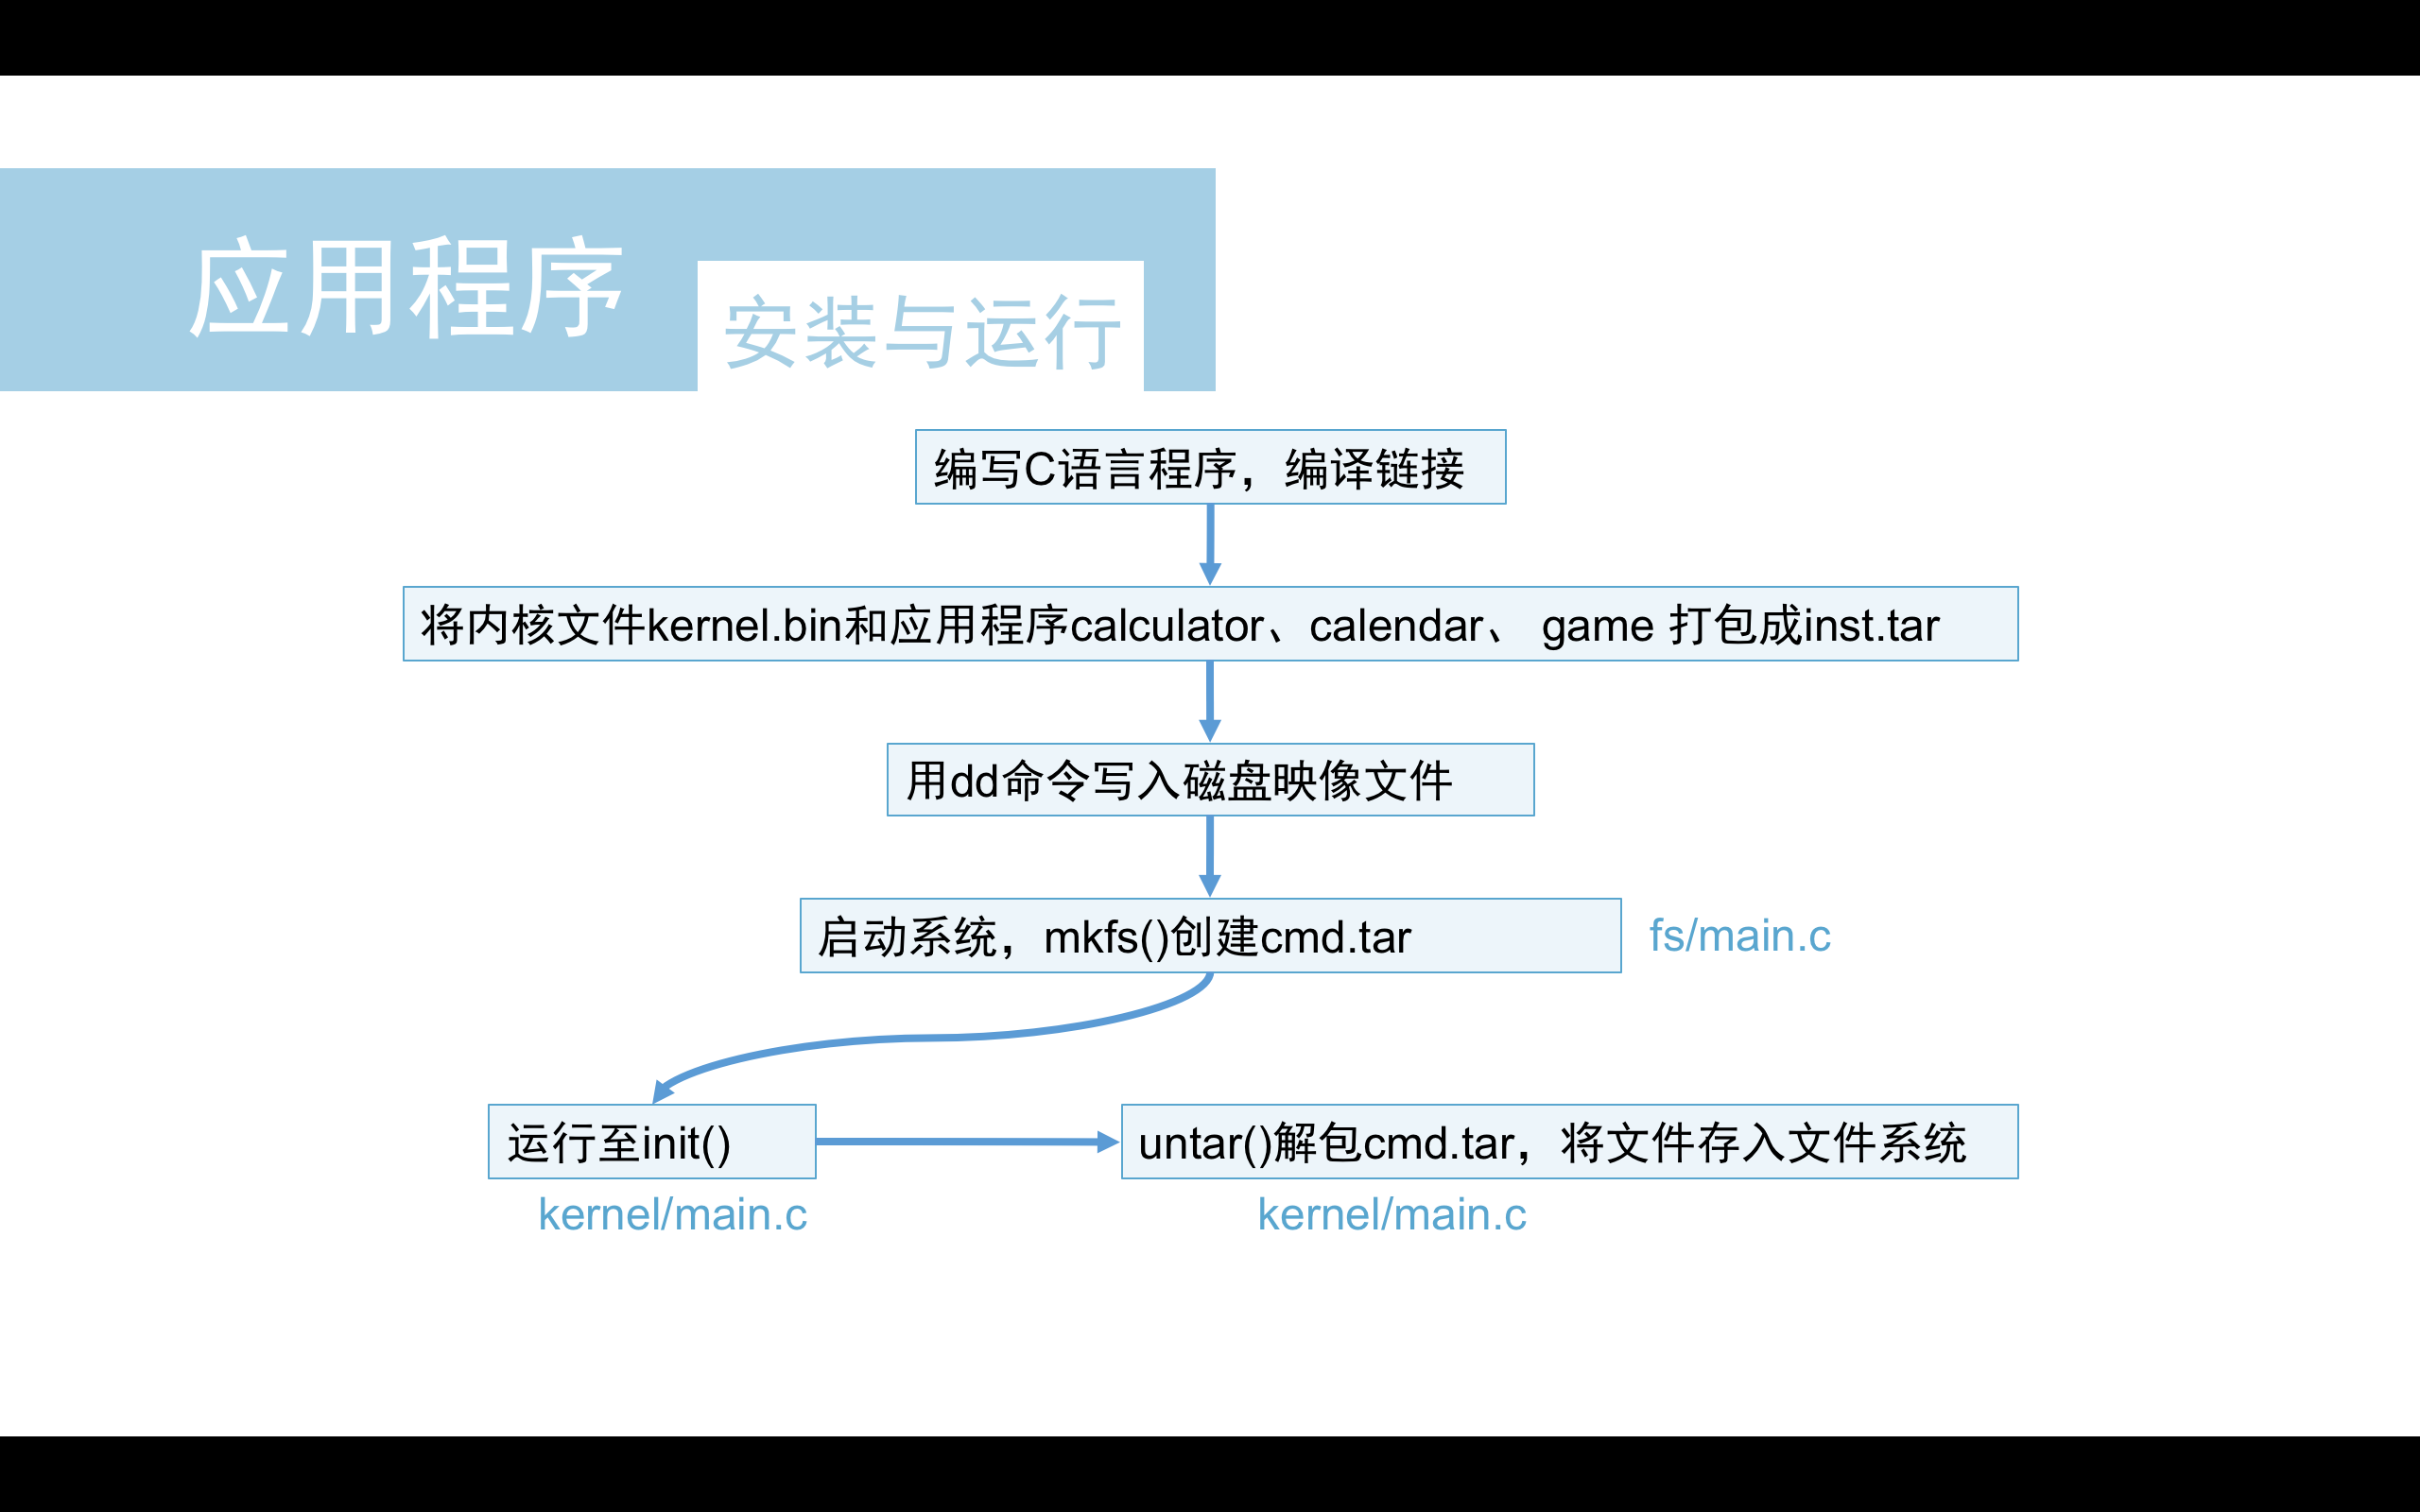 应用程序
安装与运行
编写C语言程序，编译链接
将内核文件kernel.bin和应用程序calculator、calendar、 game 打包成inst.tar
用dd命令写入磁盘映像文件
启动系统，mkfs()创建cmd.tar
fs/main.c
运行至init()
untar()解包cmd.tar，将文件存入文件系统
kernel/main.c
kernel/main.c